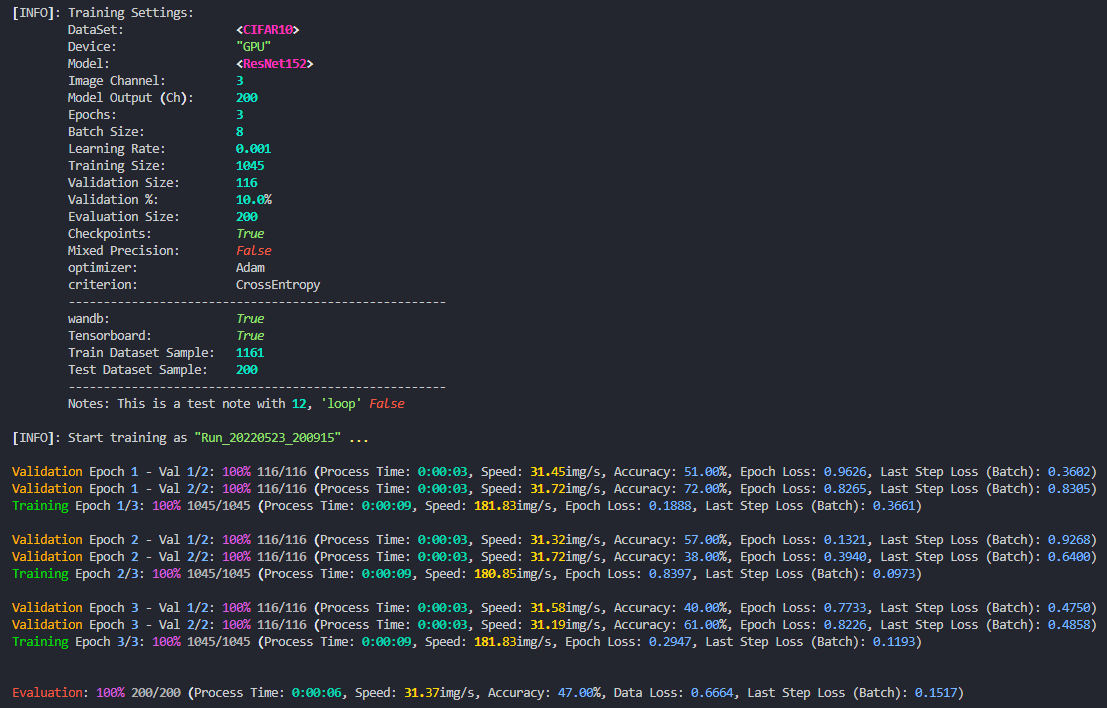 [INFO]: Training Settings:
DataSet: <CIFAR10>
Device: "GPU"
Model: <ResNet152>
Image Channel: 3
Model Output (Ch): 200
Epochs: 3
Batch Size: 8
Learning Rate: 0.001
Training Size: 1045
Validation Size: 116
Validation %: 10.0%
Evaluation Size: 200
Checkpoints: True
Mixed Precision: False
optimizer: Adam
criterion: CrossEntropy
------------------------------------------------------
wandb: True
Tensorboard: True
Train Dataset Sample: 1161
Test Dataset Sample: 200
------------------------------------------------------
Notes: This is a test note with 12, 'loop' False
[INFO]: Start training as "Run_20220523_200915" ...
Validation Epoch 1 - Val 1/2: 100% 116/116 (Process Time: 0:00:03, Speed: 31.45img/s, Accuracy: 51.00%, Epoch Loss: 0.9626, Last Step Loss (Batch): 0.3602)
Validation Epoch 1 - Val 2/2: 100% 116/116 (Process Time: 0:00:03, Speed: 31.72img/s, Accuracy: 72.00%, Epoch Loss: 0.8265, Last Step Loss (Batch): 0.8305)
Training Epoch 1/3: 100% 1045/1045 (Process Time: 0:00:09, Speed: 181.83img/s, Epoch Loss: 0.1888, Last Step Loss (Batch): 0.3661)
Validation Epoch 2 - Val 1/2: 100% 116/116 (Process Time: 0:00:03, Speed: 31.32img/s, Accuracy: 57.00%, Epoch Loss: 0.1321, Last Step Loss (Batch): 0.9268)
Validation Epoch 2 - Val 2/2: 100% 116/116 (Process Time: 0:00:03, Speed: 31.72img/s, Accuracy: 38.00%, Epoch Loss: 0.3940, Last Step Loss (Batch): 0.6400)
Training Epoch 2/3: 100% 1045/1045 (Process Time: 0:00:09, Speed: 180.85img/s, Epoch Loss: 0.8397, Last Step Loss (Batch): 0.0973)
Validation Epoch 3 - Val 1/2: 100% 116/116 (Process Time: 0:00:03, Speed: 31.58img/s, Accuracy: 40.00%, Epoch Loss: 0.7733, Last Step Loss (Batch): 0.4750)
Validation Epoch 3 - Val 2/2: 100% 116/116 (Process Time: 0:00:03, Speed: 31.19img/s, Accuracy: 61.00%, Epoch Loss: 0.8226, Last Step Loss (Batch): 0.4858)
Training Epoch 3/3: 100% 1045/1045 (Process Time: 0:00:09, Speed: 181.83img/s, Epoch Loss: 0.2947, Last Step Loss (Batch): 0.1193)
Evaluation: 100% 200/200 (Process Time: 0:00:06, Speed: 31.37img/s, Accuracy: 47.00%, Data Loss: 0.6664, Last Step Loss (Batch): 0.1517)